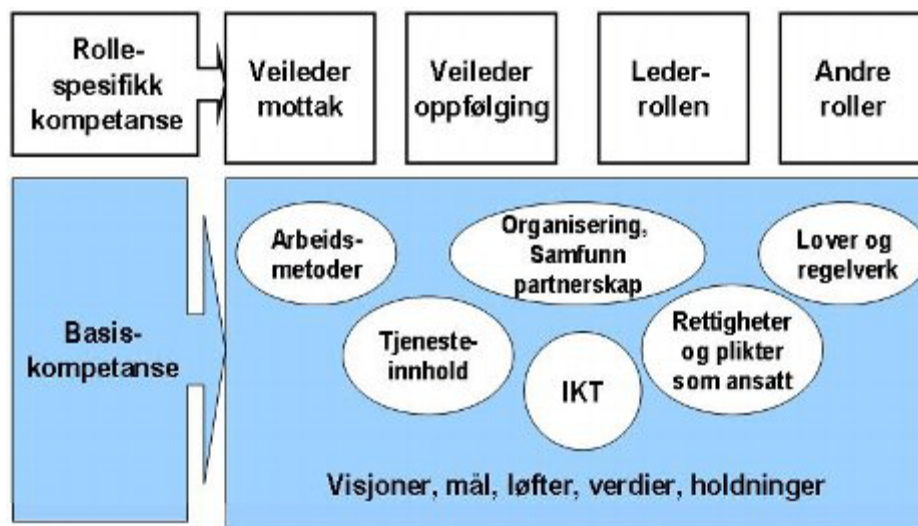 Rolle-
spesifikk
kompetanse
Veileder
mottak
Veileder
oppfølging
Leder-
rollen
Andre
roller
Basis-
kompetanse
Arbeids-
metoder
Organisering,
Samfunn
partnerskap
Lover og
regelverk
Tjeneste-
innhold
IKT
Rettigheter
og plikter
som ansatt
Visjoner, mål, løfter, verdier, holdninger